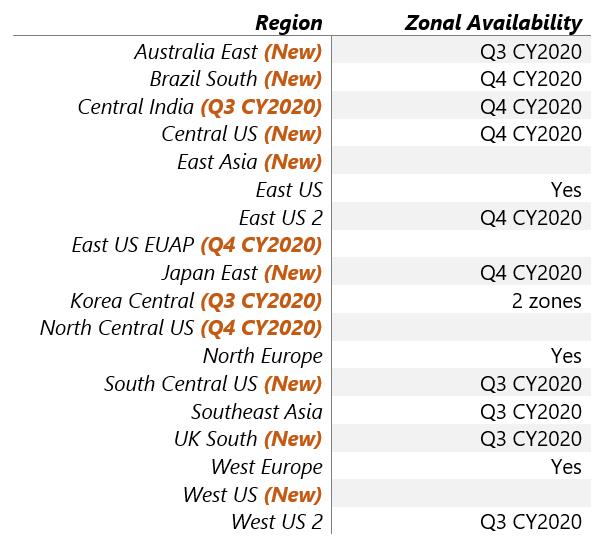 Region Zonal Availability
Australia East (New) Q3 CY2020
Brazil South (New) Q4 CY2020
Central India (Q3 CY2020) Q4 CY2020
Central US (New) Q4 CY2020
East Asia (New)
East US Yes
East US 2 Q4 CY2020
East US EUAP (Q4 CY2020)
Japan East (New) Q4 CY2020
Korea Central (Q3 CY2020) 2 zones
North Central US (Q4 CY2020)
North Europe Yes
South Central US (New) Q3 CY2020
Southeast Asia Q3 CY2020
UK South (New) Q3 CY2020
West Europe Yes
West US (New)
West US 2 Q3 CY2020